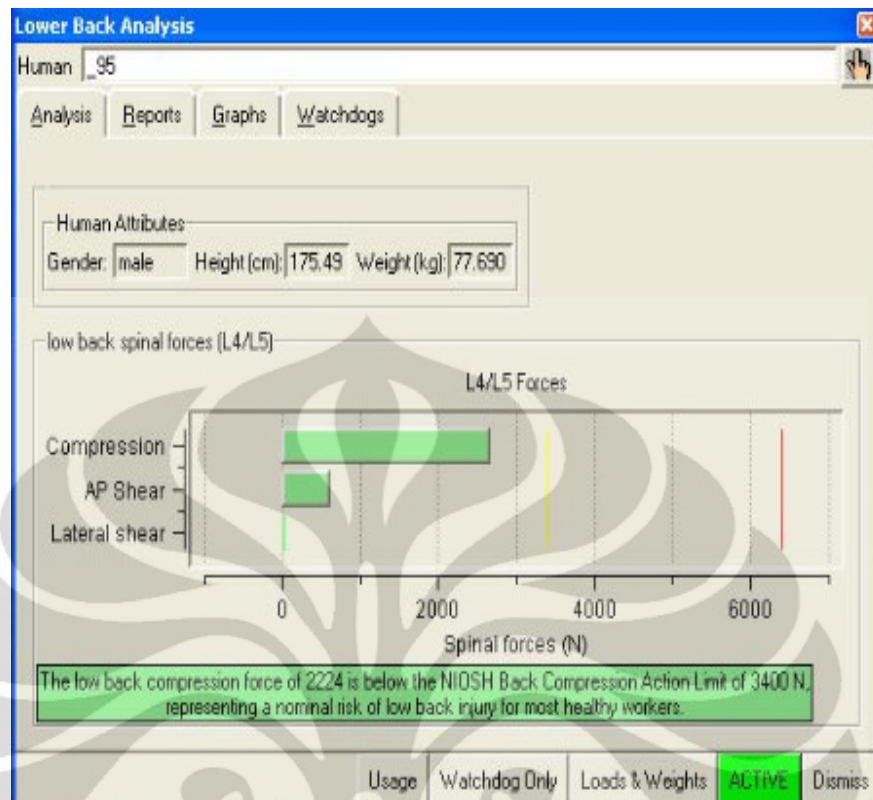 Lower Back Analysis
Human _95
Analysis Reports Graphs Watchdogs
Human Attributes
Gender: male Height (cm): 175.49 Weight (kg): 77.690
low back spinal forces (L4/L5)
L4/L5 Forces
Compression
AP Shear
Lateral shear
0 2000 4000 6000
Spinal forces (N)
The low back compression force of 2224 is below the NIOSH Back Compression Action Limit of 3400 N,
representing a nominal risk of low back injury for most healthy workers.
Usage Watchdog Only Loads & Weights ACTIVE Dismiss